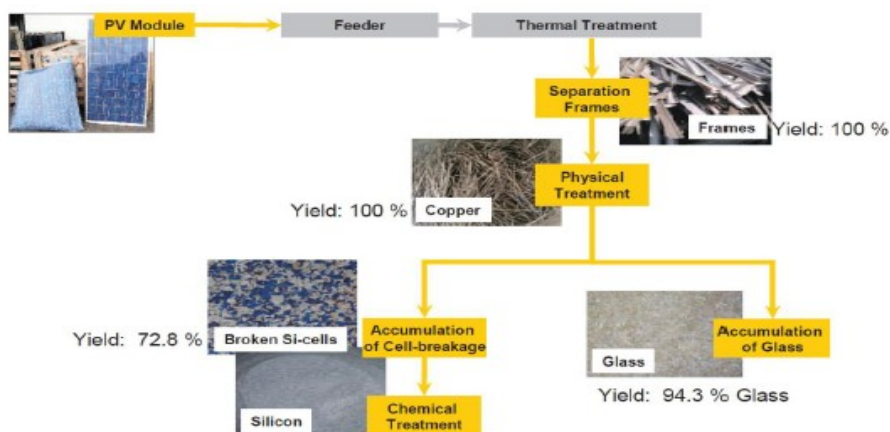 PV Module
Feeder
Thermal Treatment
Separation
Frames
Frames
Yield: 100 %
Physical
Treatment
Yield: 100 %
Copper
Yield: 72.8 %
Broken Si-cells
Accumulation
of Cell-breakage
Glass
Accumulation
of Glass
Yield: 94.3 % Glass
Silicon
Chemical
Treatment